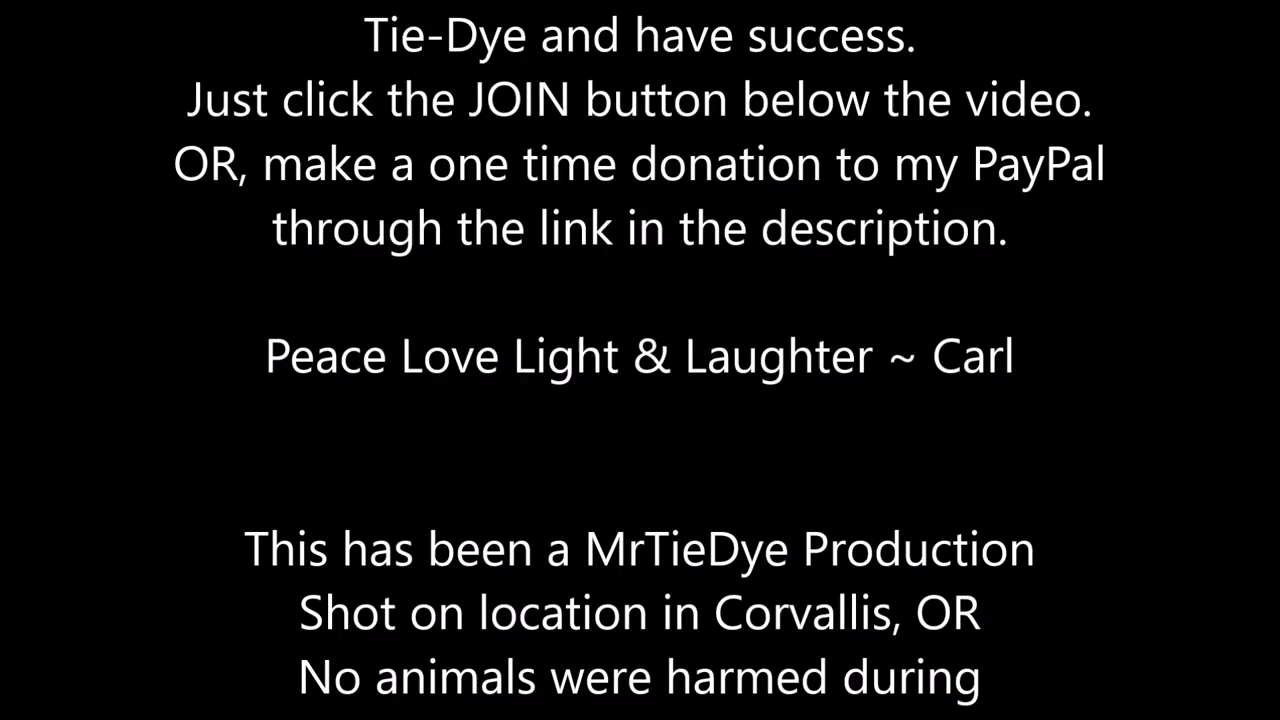 Tie-Dye and have success.
Just click the JOIN button below the video.
OR, make a one time donation to my PayPal
through the link in the description.
Peace Love Light & Laughter ~ Carl
This has been a MrTieDye Production
Shot on location in Corvallis, OR
No animals were harmed during